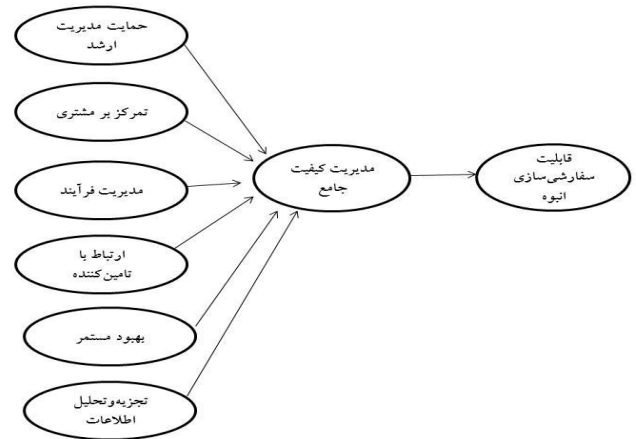 حمایت مدیریت
ارشد
تمرکز بر مشتری
مدیریت فرآیند
ارتباط با
تامین‌کننده
بهبود مستمر
تجزیه‌وتحلیل
اطلاعات
مدیریت کیفیت
جامع
قابلیت
سفارشی‌سازی
انبوه